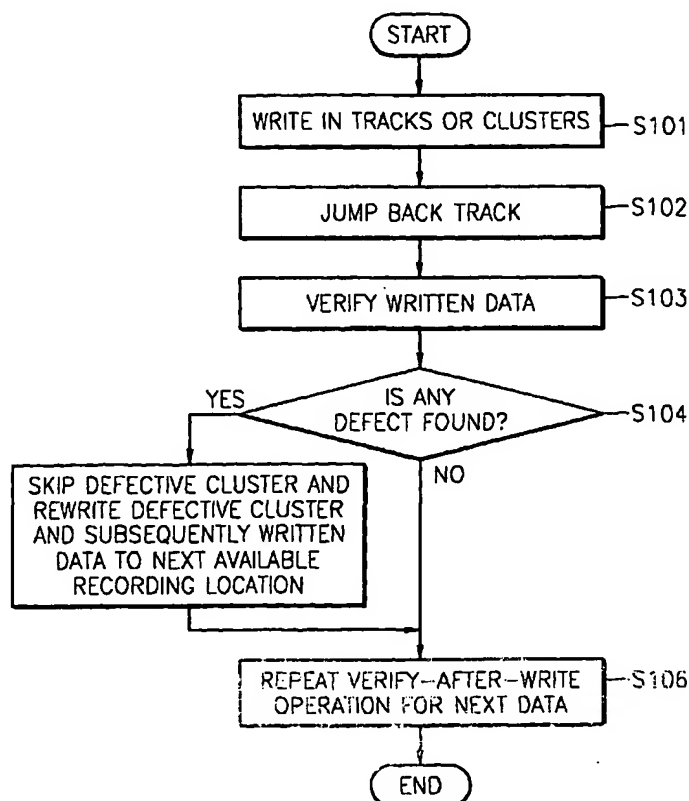 START
WRITE IN TRACKS OR CLUSTERS
S101
JUMP BACK TRACK
S102
VERIFY WRITTEN DATA
S103
IS ANY
DEFECT FOUND?
S104
YES
NO
SKIP DEFECTIVE CLUSTER AND
REWRITE DEFECTIVE CLUSTER
AND SUBSEQUENTLY WRITTEN
DATA TO NEXT AVAILABLE
RECORDING LOCATION
REPEAT VERIFY-AFTER-WRITE
OPERATION FOR NEXT DATA
S106
END